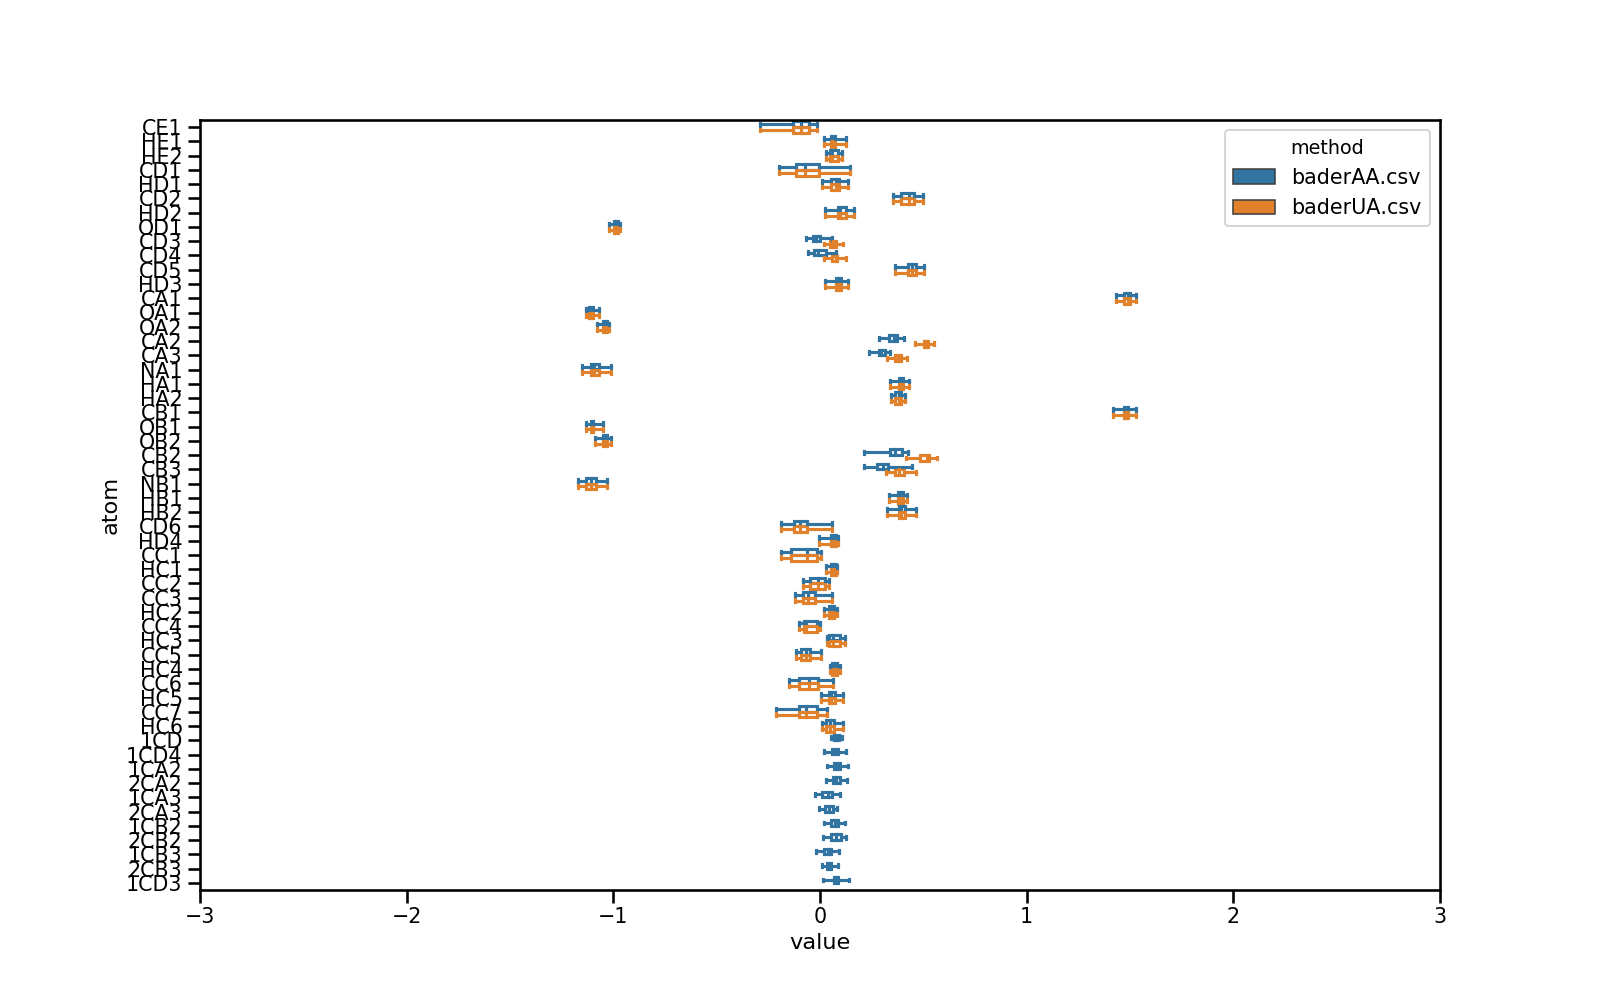 method
baderAA.csv
baderUA.csv
atom
CE1
HE1
HE2
CD1
HD1
CD2
HD2
OD1
CD3
CD4
CD5
HD3
CA1
OA1
OA2
CA2
CA3
NA1
HA1
HA2
CB1
OB1
OB2
CB2
CB3
NB1
HB1
HB2
CD6
HD4
CC1
HC1
CC2
CC3
HC2
CC4
HC3
CC5
HC4
CC6
HC5
CC7
HC6
1CD
1CD4
1CA2
2CA2
1CA3
2CA3
1CB2
2CB2
1CB3
2CB3
1CD3
−3 −2 −1 0 1 2 3
value